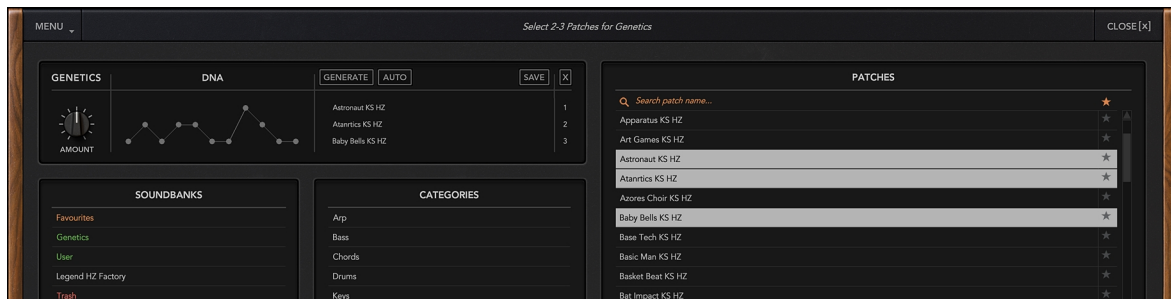 MENU
Select 2-3 Patches for Genetics
CLOSE [X]
GENETICS
DNA
GENERATE
AUTO
SAVE
X
AMOUNT
Astronaut KS HZ 1
Atanrtics KS HZ 2
Baby Bells KS HZ 3
SOUNDBANKS
Favourites
Genetics
User
Legend HZ Factory
Trash
CATEGORIES
Arp
Bass
Chords
Drums
Keys
PATCHES
Search patch name...
Apparatus KS HZ
Art Games KS HZ
Astronaut KS HZ
Atanrtics KS HZ
Azores Choir KS HZ
Baby Bells KS HZ
Base Tech KS HZ
Basic Man KS HZ
Basket Beat KS HZ
Bat Impact KS HZ